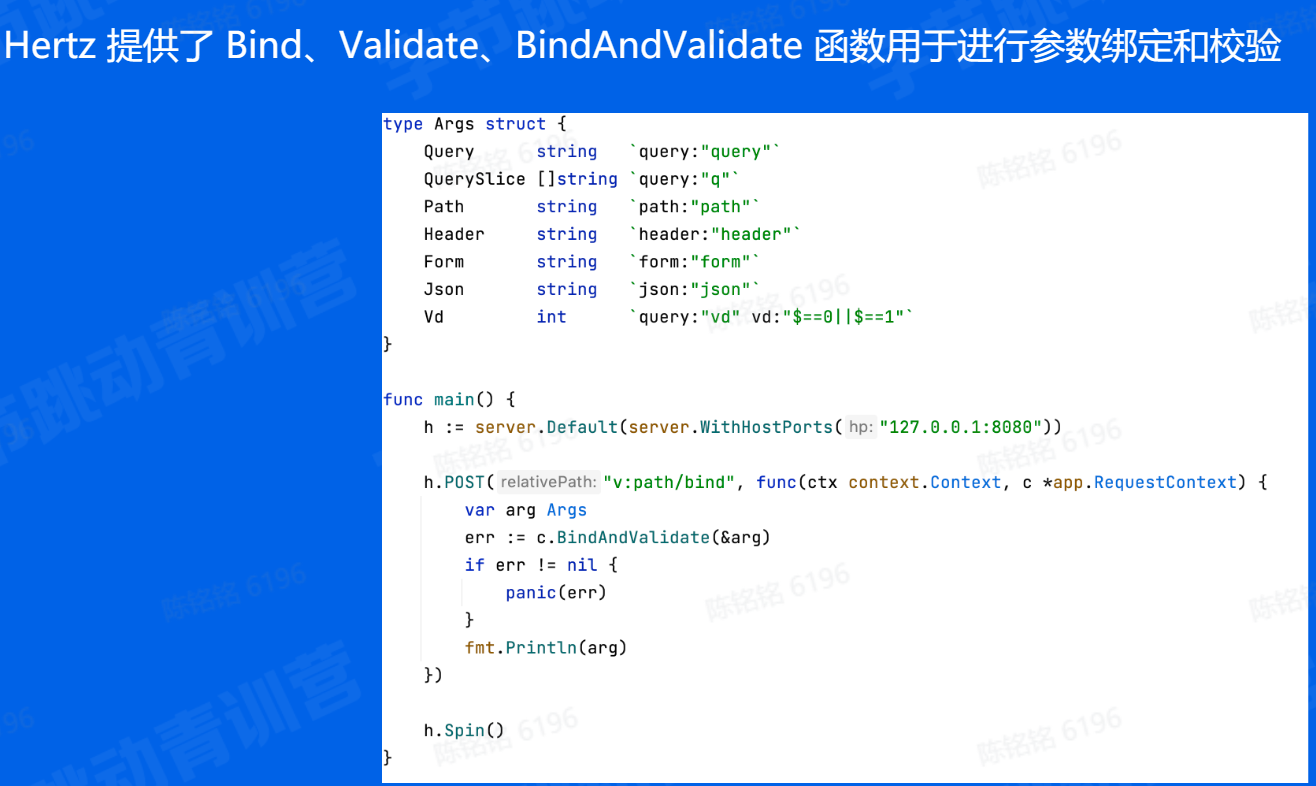 Hertz 提供了 Bind、Validate、BindAndValidate 函数用于进行参数绑定和校验
type Args struct {
Query string `query:"query"`
QuerySlice []string `query:"q"`
Path string `path:"path"`
Header string `header:"header"`
Form string `form:"form"`
Json string `json:"json"`
Vd int `query:"vd" vd:"$==0||$==1"`
}
func main() {
h := server.Default(server.WithHostPorts( hp: "127.0.0.1:8080"))
h.POST( relativePath: "v:path/bind", func(ctx context.Context, c *app.RequestContext) {
var arg Args
err := c.BindAndValidate(&arg)
if err != nil {
panic(err)
}
fmt.Println(arg)
})
h.Spin()
}
陈铭铭 6196
字节跳动青训营